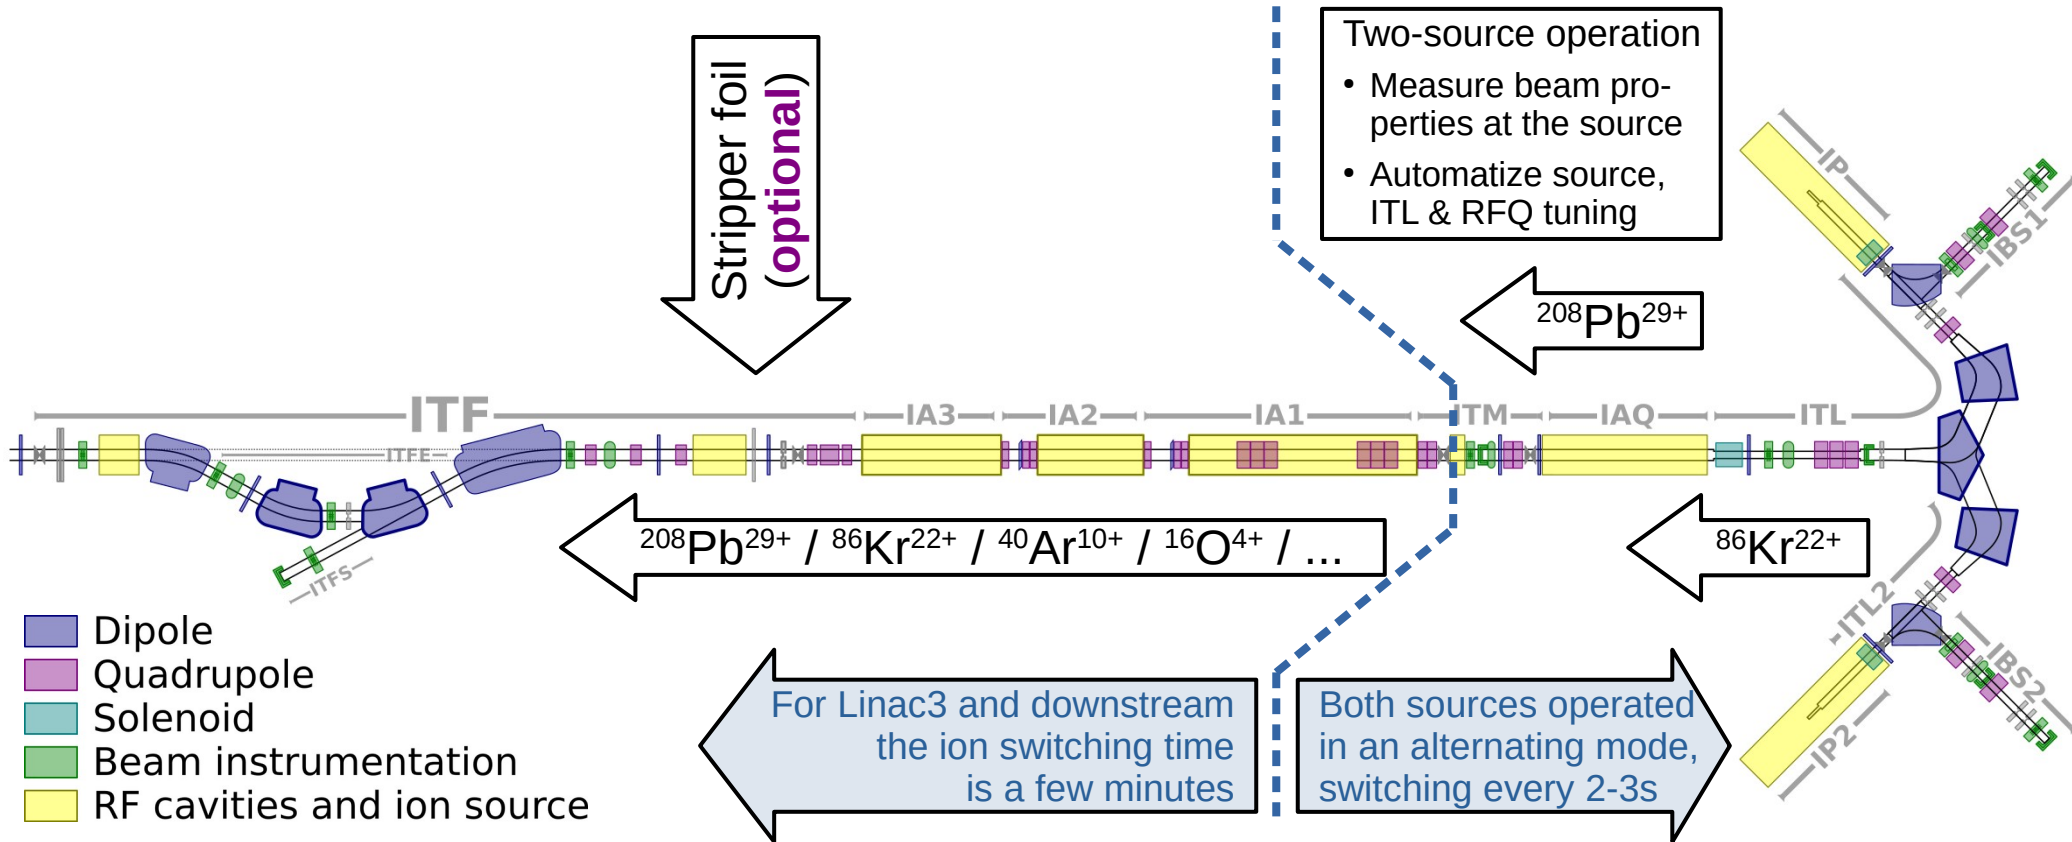 Two-source operation
• Measure beam pro-
perties at the source
• Automatize source,
ITL & RFQ tuning
Stripper foil
(optional)
IP
IBS1
208Pb29+
ITF
IA3
IA2
IA1
ITM
IAQ
ITL
ITFE
ITFS
208Pb29+ / 86Kr22+ / 40Ar10+ / 16O4+ / ...
86Kr22+
ITL2
IBS2
IP2
Dipole
Quadrupole
Solenoid
Beam instrumentation
RF cavities and ion source
For Linac3 and downstream
the ion switching time
is a few minutes
Both sources operated
in an alternating mode,
switching every 2-3s